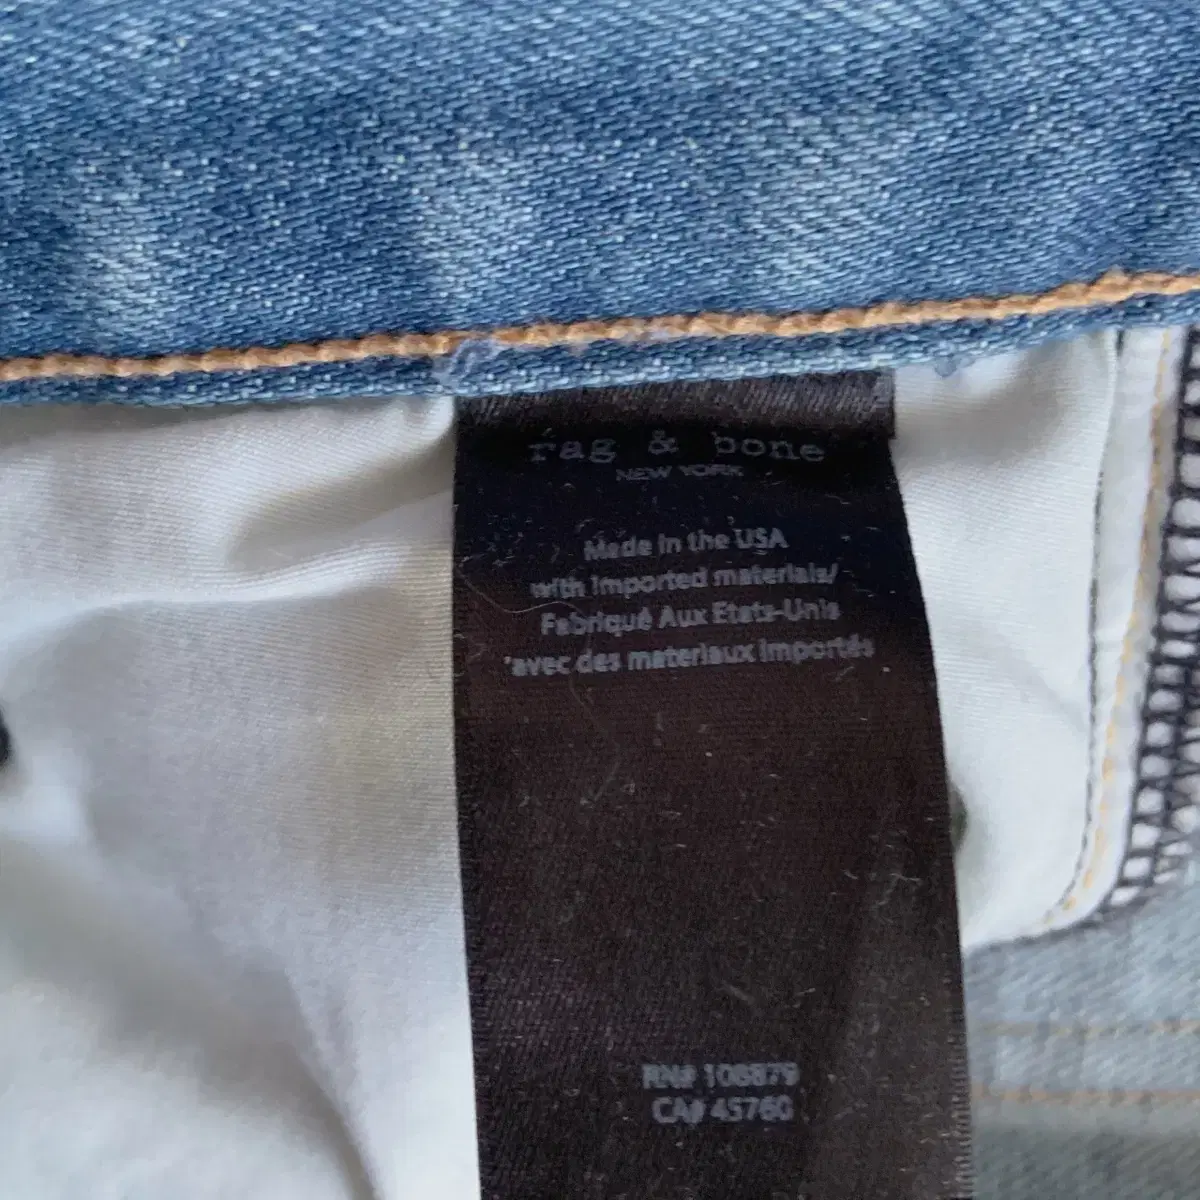 rag & bone
NEW YORK
Made in the USA
with imported materials/
Fabriqué Aux Etats-Unis
avec des materiaux importés
RN# 108879
CA# 45760